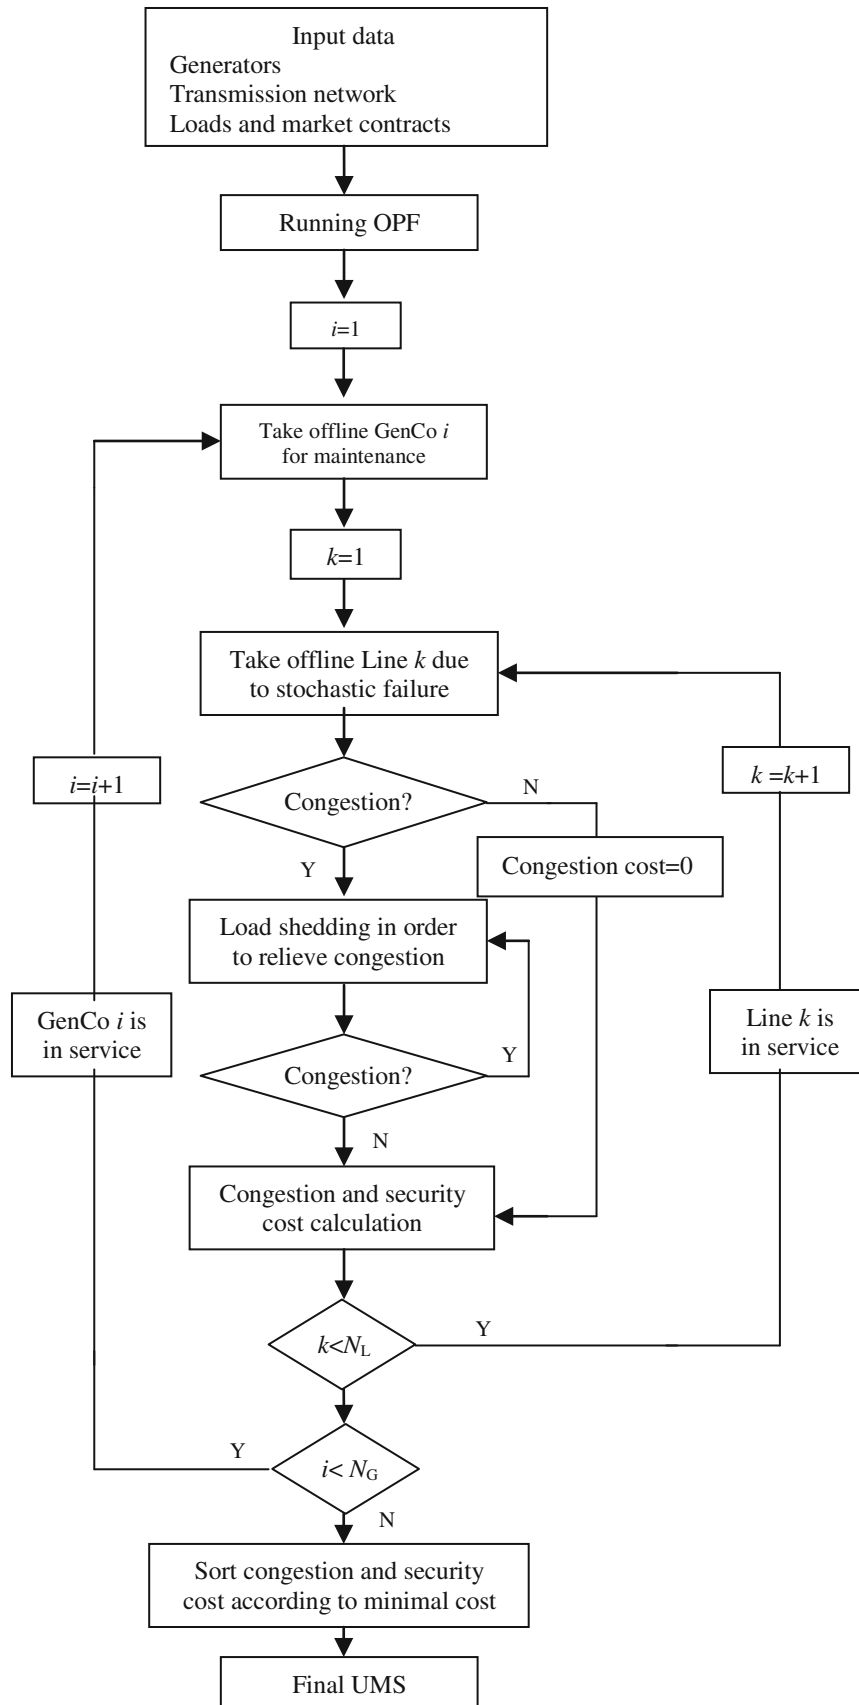 Input data
Generators
Transmission network
Loads and market contracts
Running OPF
i=1
Take offline GenCo i
for maintenance
k=1
Take offline Line k due
to stochastic failure
i=i+1
k =k+1
Congestion?
N
Y
Congestion cost=0
Load shedding in order
to relieve congestion
GenCo i is
in service
Line k is
in service
Congestion?
Y
N
Congestion and security
cost calculation
k<NL
Y
i< NG
Y
N
Sort congestion and security
cost according to minimal cost
Final UMS